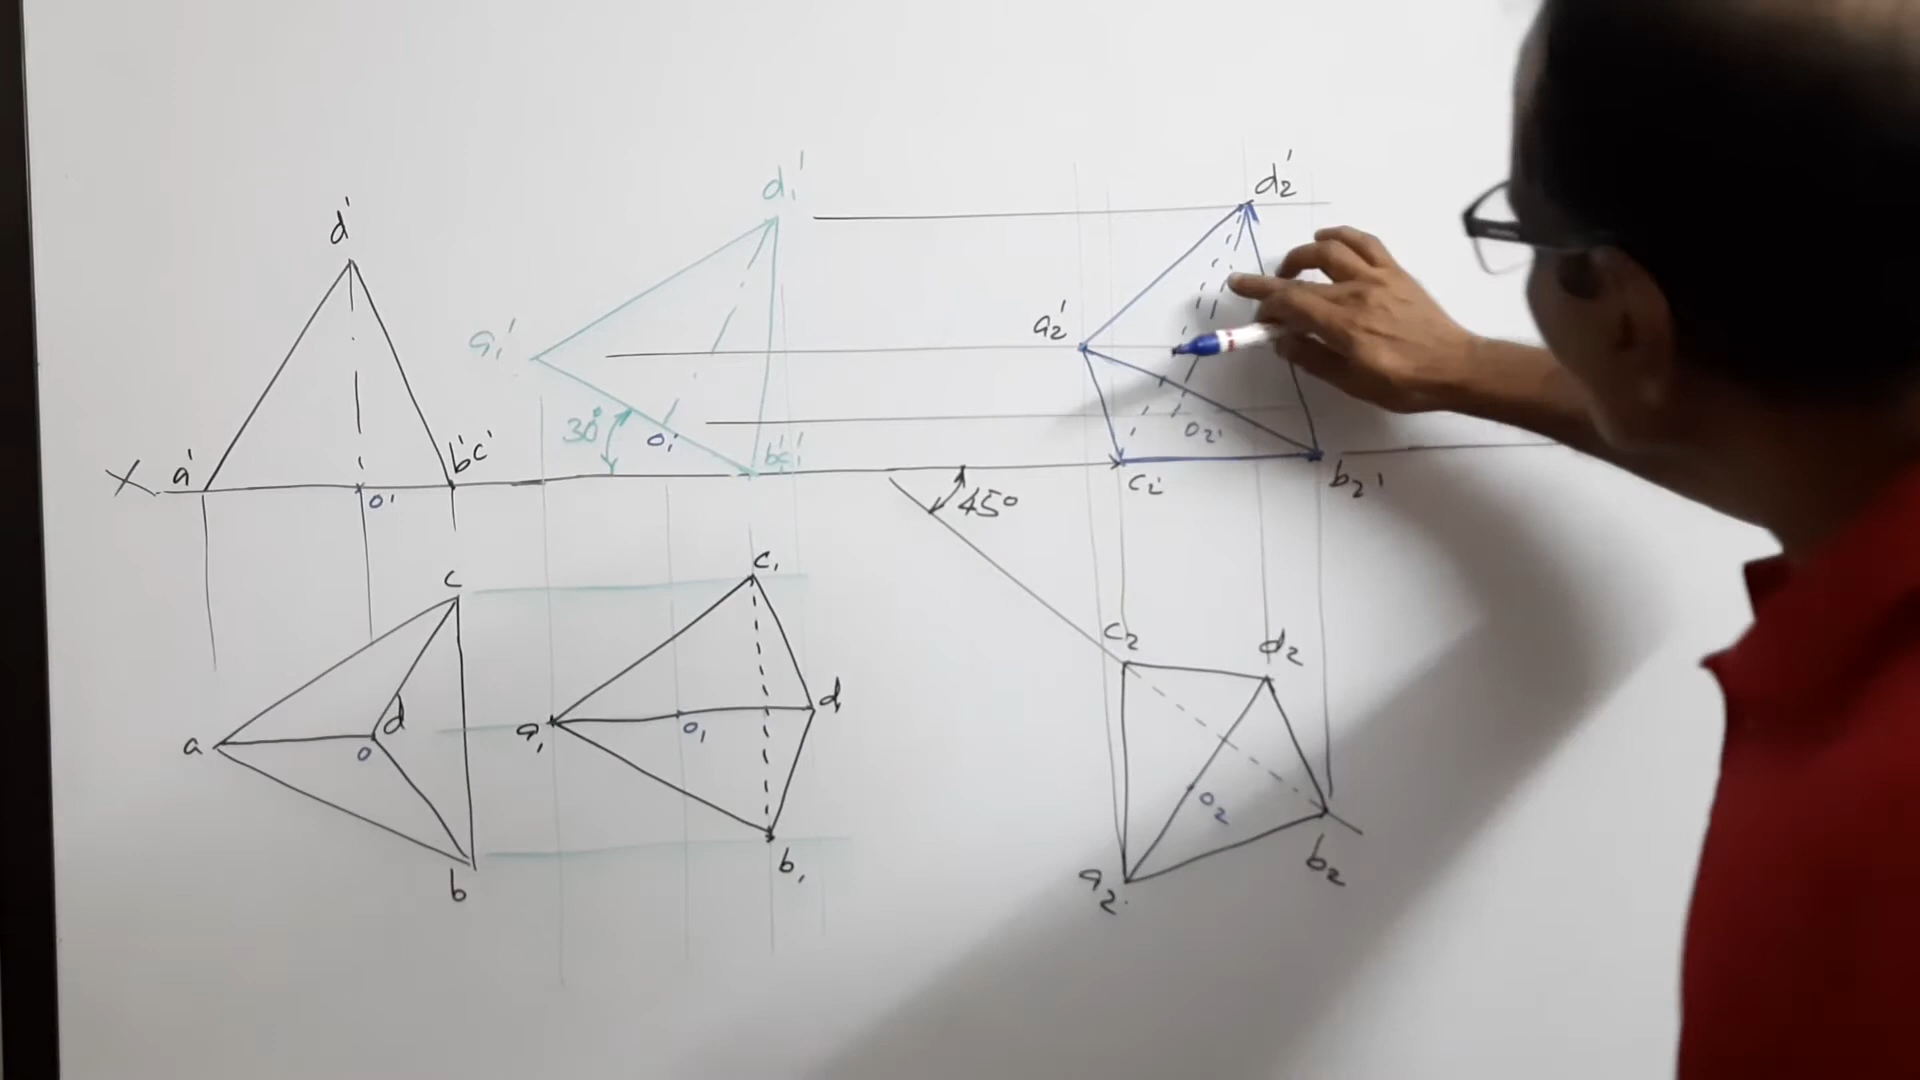 d'
X a' o' b'c'
c
a o d
b
d₁'
a₁'
30° o₁' b'c₁'
c₁
a₁ o₁ d₁
b₁
45°
d₂'
a₂'
o₂'
c₂' b₂'
c₂ d₂
o₂
a₂ b₂